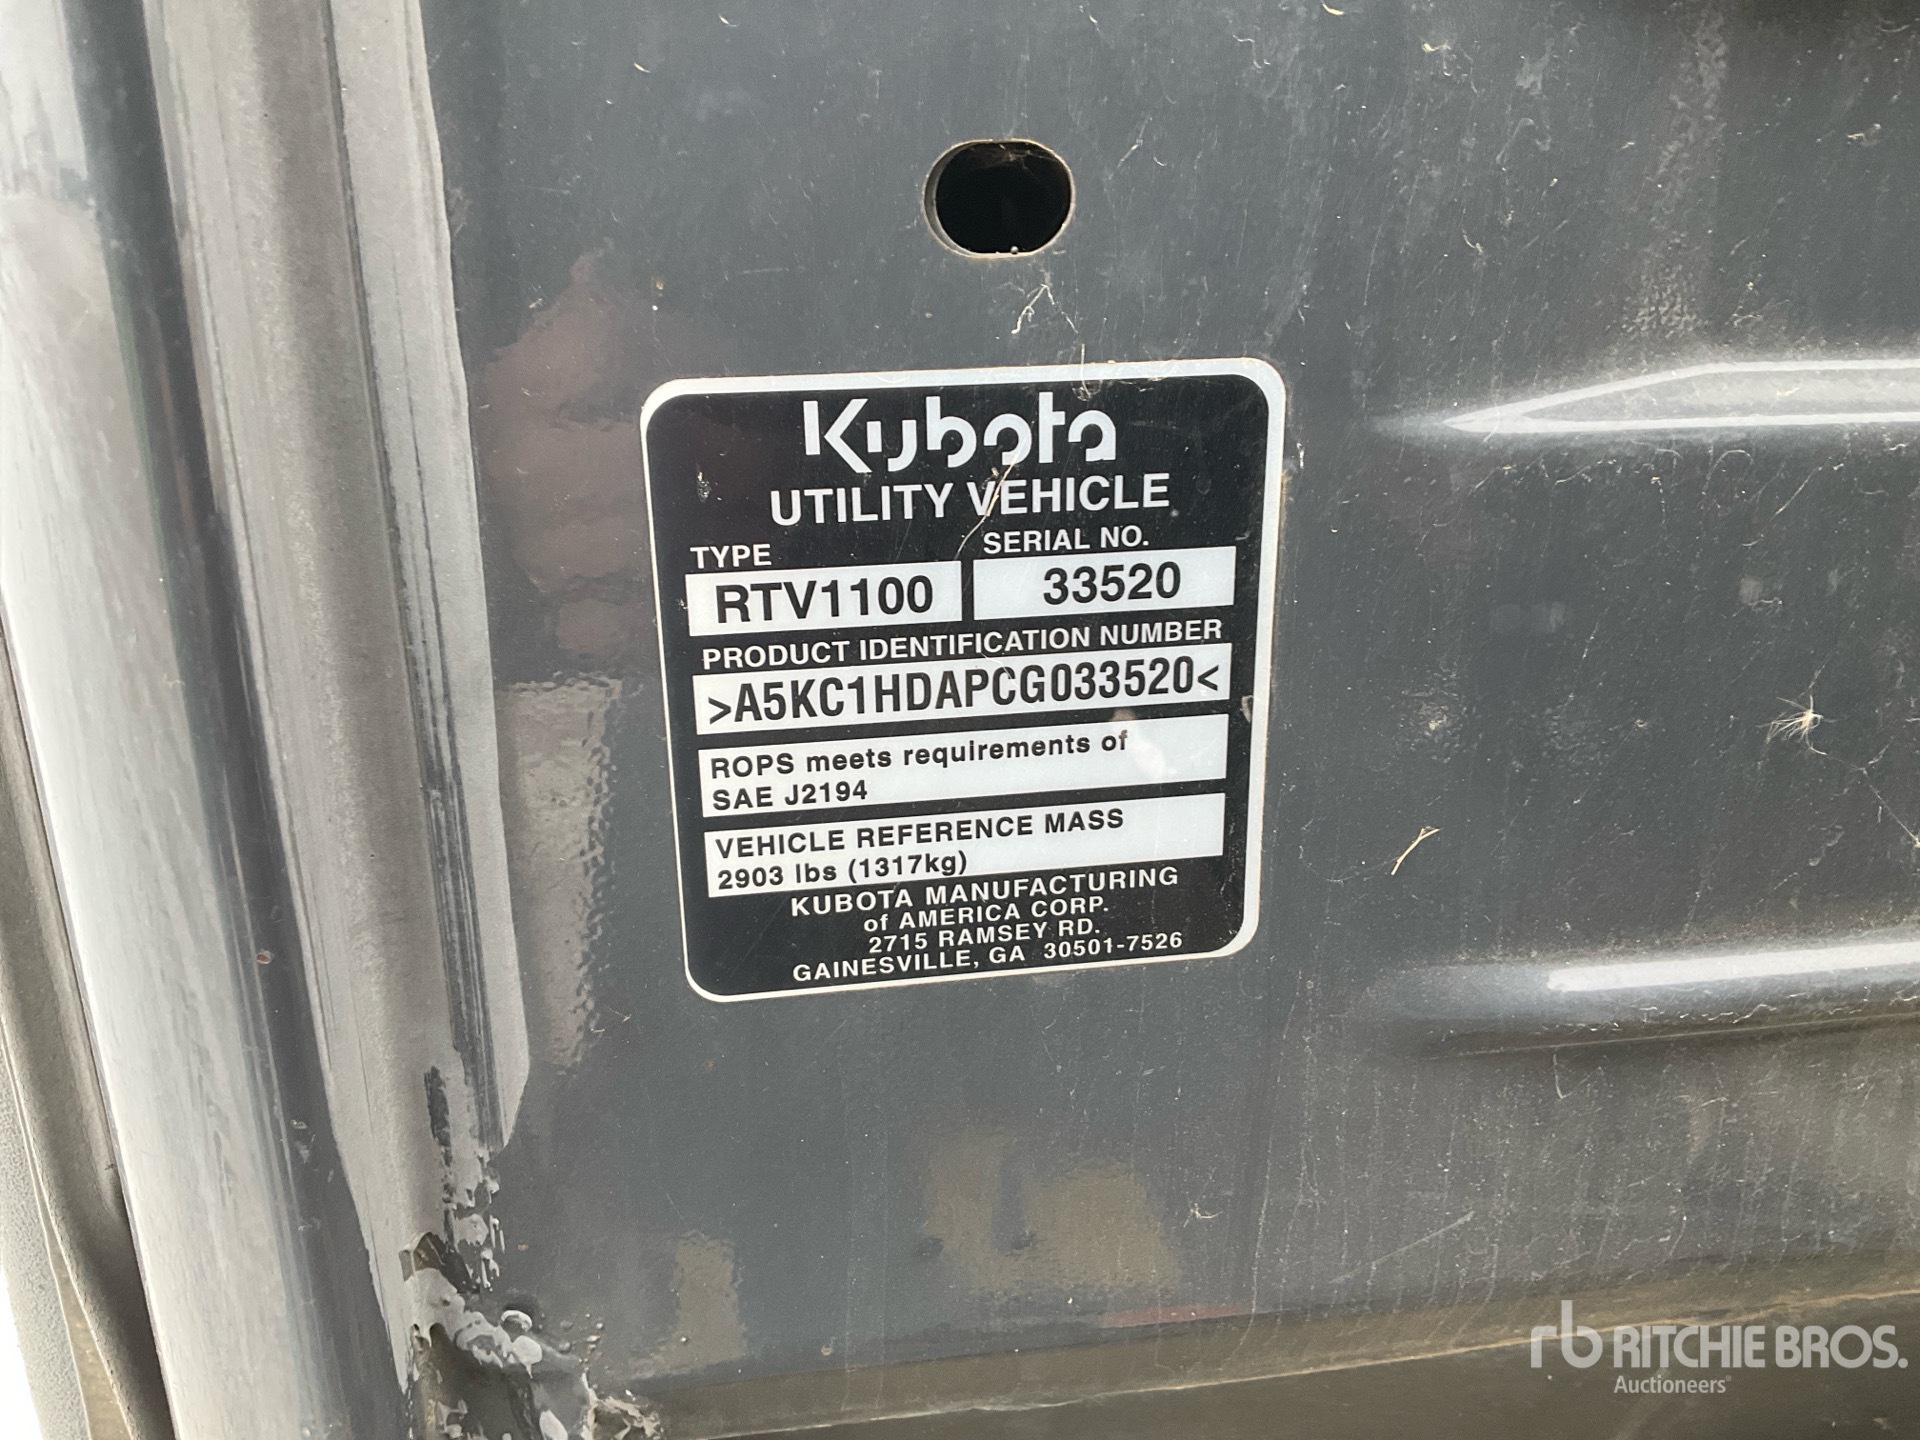 Kubota
UTILITY VEHICLE
TYPE SERIAL NO.
RTV1100 33520
PRODUCT IDENTIFICATION NUMBER
>A5KC1HDAPCG033520<
ROPS meets requirements of
SAE J2194
VEHICLE REFERENCE MASS
2903 lbs (1317kg)
KUBOTA MANUFACTURING
of AMERICA CORP.
2715 RAMSEY RD.
GAINESVILLE, GA 30501-7526
rb RITCHIE BROS.
Auctioneers